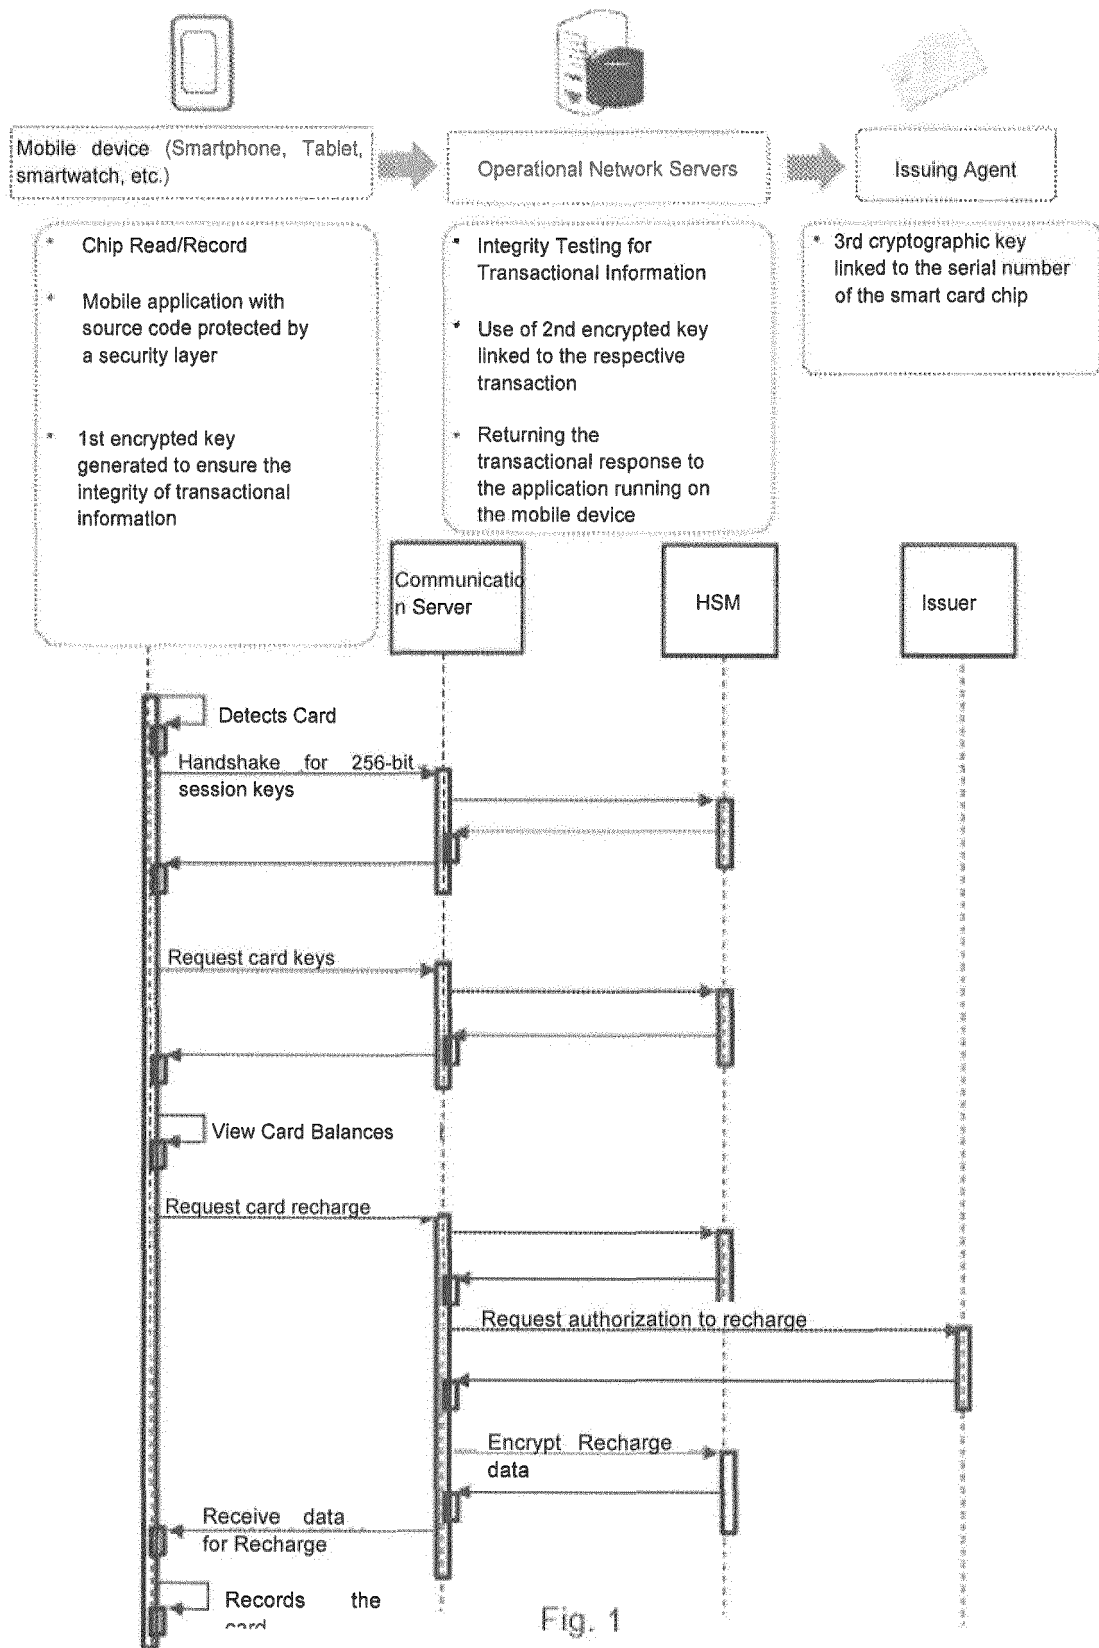 Mobile device (Smartphone, Tablet,
smartwatch, etc.)
Operational Network Servers
Issuing Agent
Chip Read/Record
Mobile application with
source code protected by
a security layer
1st encrypted key
generated to ensure the
integrity of transactional
information
Integrity Testing for
Transactional Information
Use of 2nd encrypted key
linked to the respective
transaction
Returning the
transactional response to
the application running on
the mobile device
3rd cryptographic key
linked to the serial number
of the smart card chip
Communicatio
n Server
HSM
Issuer
Detects Card
Handshake for 256-bit
session keys
Request card keys
View Card Balances
Request card recharge
Request authorization to recharge
Encrypt Recharge
data
Receive data
for Recharge
Records the
card
Fig. 1